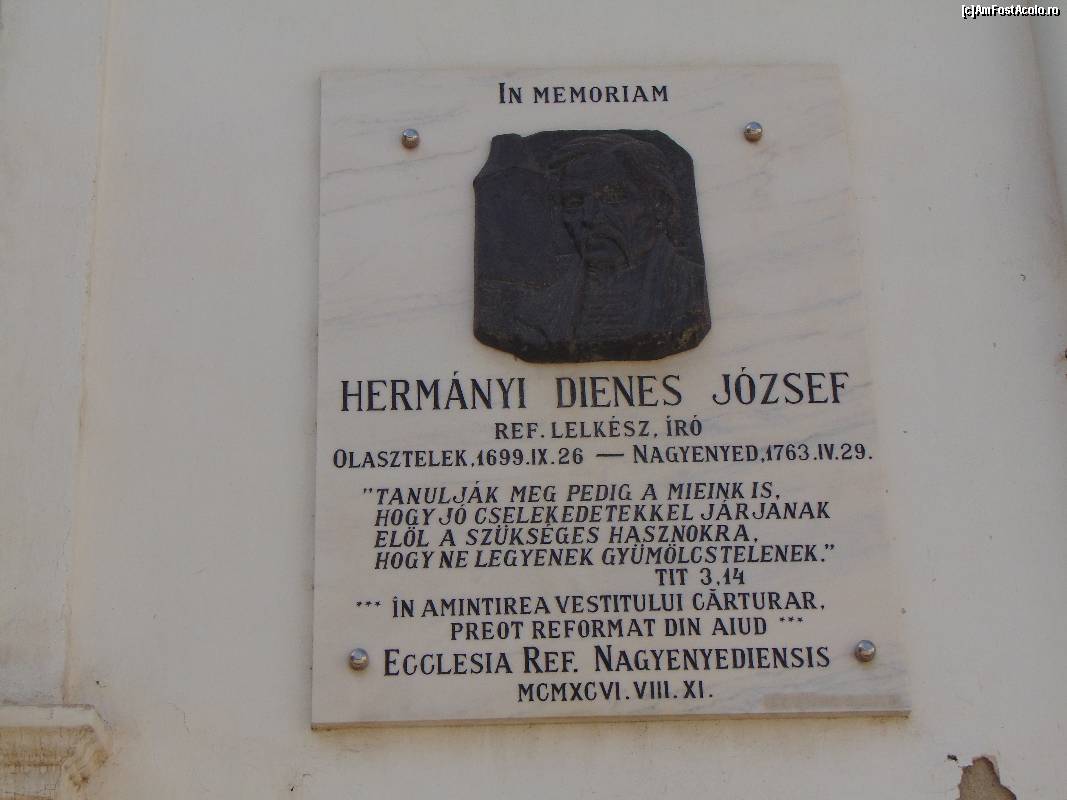 [c]AmFostAcolo.ro
IN MEMORIAM
HERMÁNYI DIENES JÓZSEF
REF. LELKÉSZ, ÍRÓ
OLASZTELEK,1699.IX.26 — NAGYENYED,1763.IV.29.
"TANULJÁK MEG PEDIG A MIEINK IS,
HOGY JÓ CSELEKEDETEKKEL JÁRJANAK
ELÖL A SZÜKSÉGES HASZNOKRA,
HOGY NE LEGYENEK GYÜMÖLCSTELENEK."
TIT 3,14
*** ÎN AMINTIREA VESTITULUI CĂRTURAR,
PREOT REFORMAT DIN AIUD ***
ECCLESIA REF. NAGYENYEDIENSIS
MCMXCVI.VIII.XI.